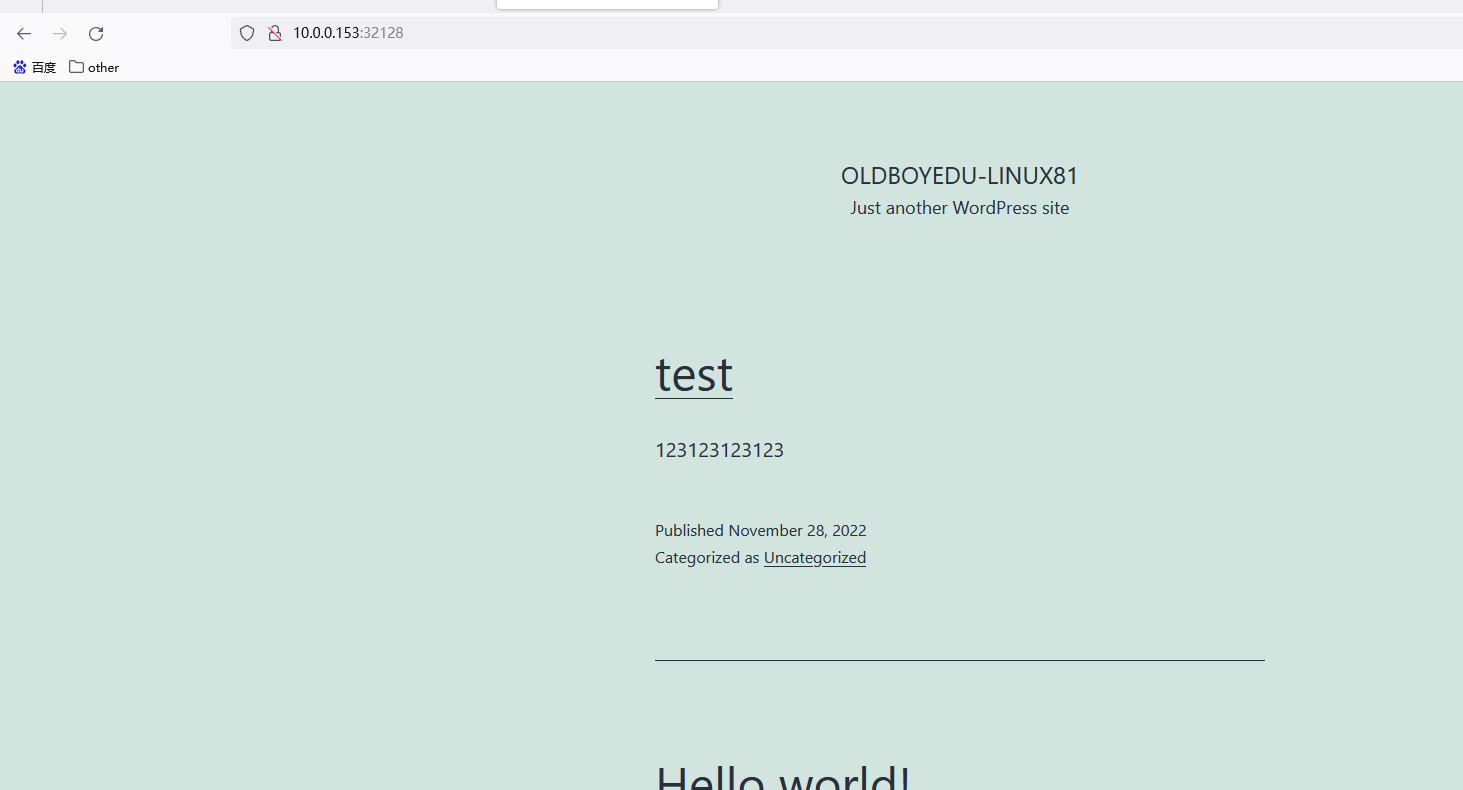 10.0.0.153:32128
百度 other
OLDBOYEDU-LINUX81
Just another WordPress site
test
123123123123
Published November 28, 2022
Categorized as Uncategorized
Hello world!